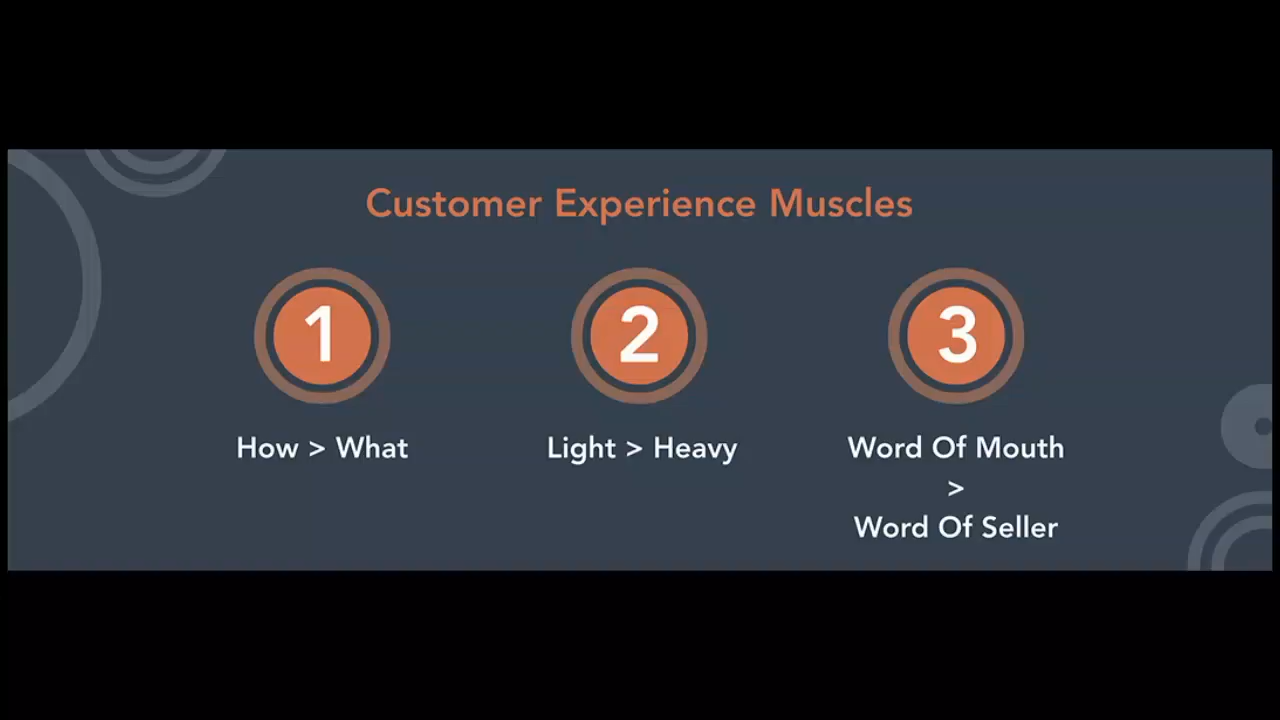 Customer Experience Muscles
1
2
3
How > What
Light > Heavy
Word Of Mouth
>
Word Of Seller